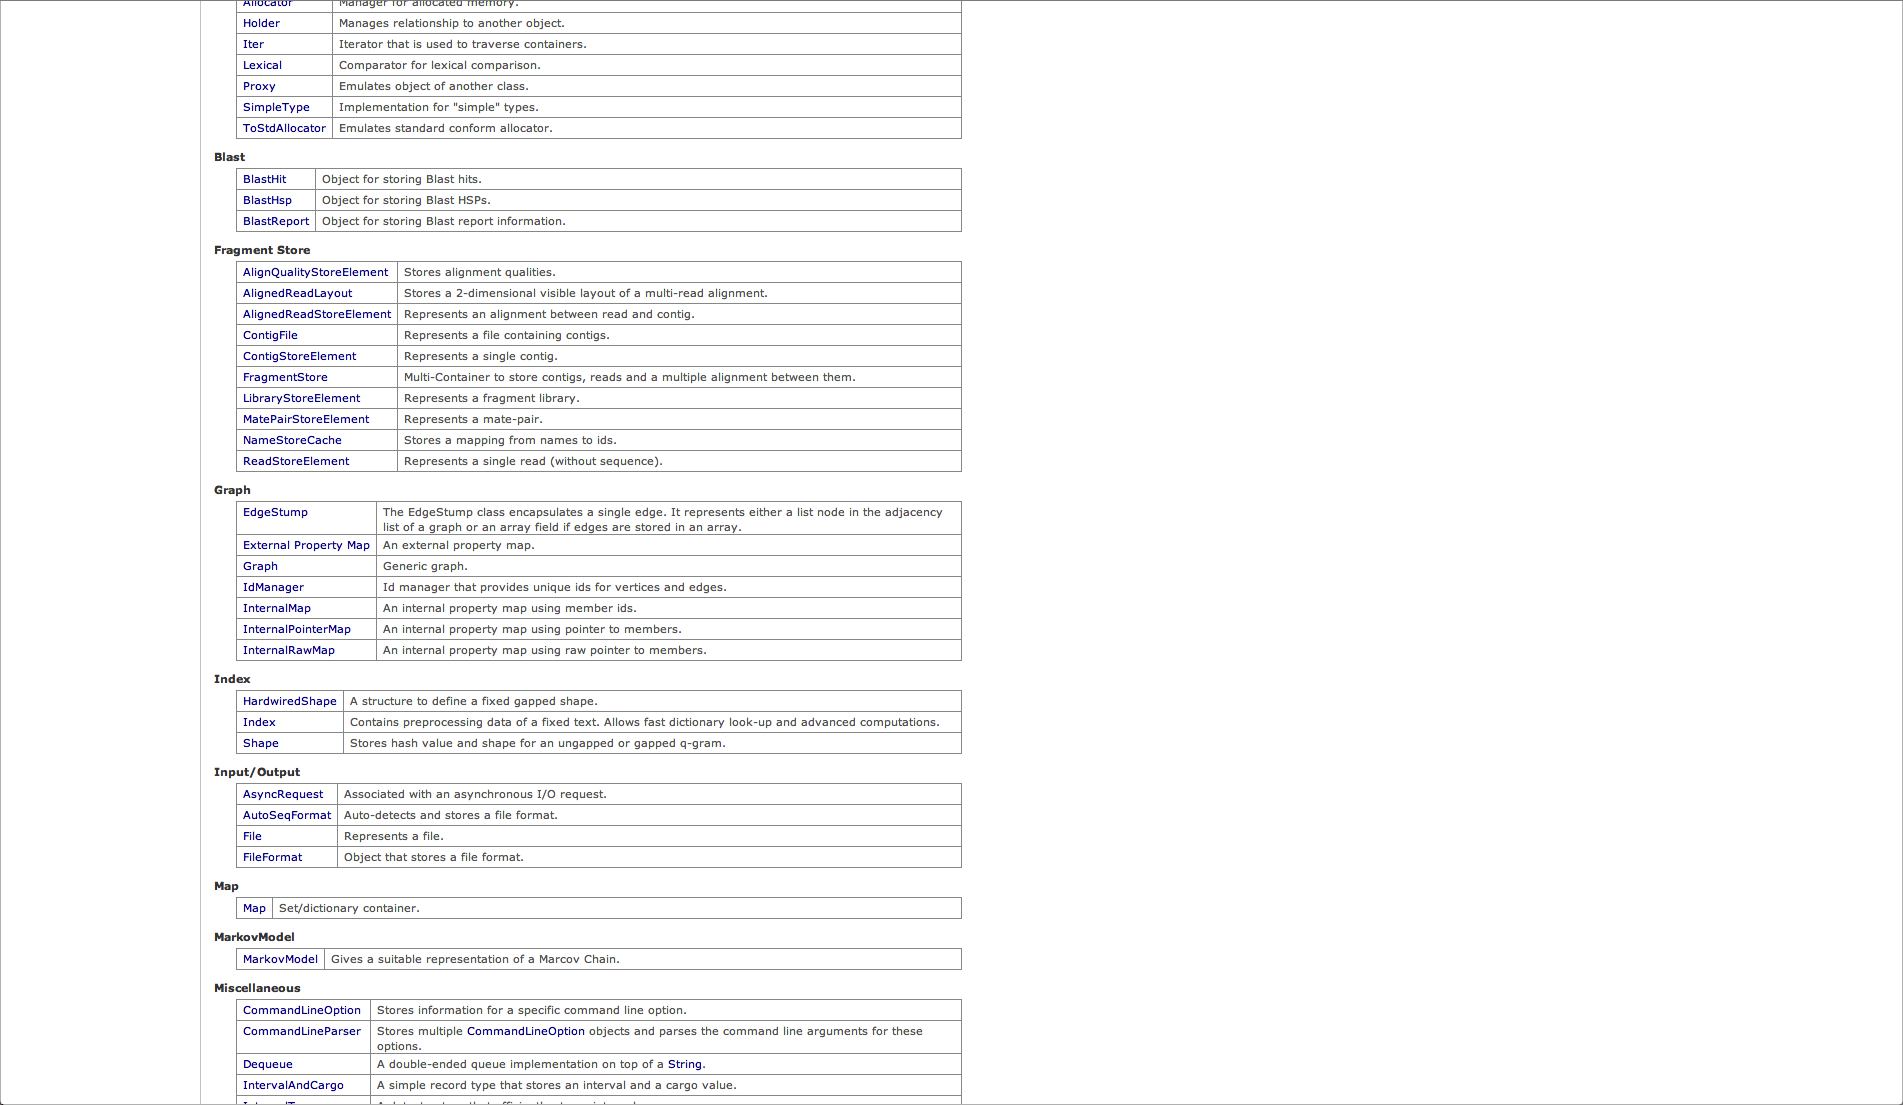 Allocator Manager for allocated memory.
Holder Manages relationship to another object.
Iter Iterator that is used to traverse containers.
Lexical Comparator for lexical comparison.
Proxy Emulates object of another class.
SimpleType Implementation for "simple" types.
ToStdAllocator Emulates standard conform allocator.
Blast
BlastHit Object for storing Blast hits.
BlastHsp Object for storing Blast HSPs.
BlastReport Object for storing Blast report information.
Fragment Store
AlignQualityStoreElement Stores alignment qualities.
AlignedReadLayout Stores a 2-dimensional visible layout of a multi-read alignment.
AlignedReadStoreElement Represents an alignment between read and contig.
ContigFile Represents a file containing contigs.
ContigStoreElement Represents a single contig.
FragmentStore Multi-Container to store contigs, reads and a multiple alignment between them.
LibraryStoreElement Represents a fragment library.
MatePairStoreElement Represents a mate-pair.
NameStoreCache Stores a mapping from names to ids.
ReadStoreElement Represents a single read (without sequence).
Graph
EdgeStump The EdgeStump class encapsulates a single edge. It represents either a list node in the adjacency
list of a graph or an array field if edges are stored in an array.
External Property Map An external property map.
Graph Generic graph.
IdManager Id manager that provides unique ids for vertices and edges.
InternalMap An internal property map using member ids.
InternalPointerMap An internal property map using pointer to members.
InternalRawMap An internal property map using raw pointer to members.
Index
HardwiredShape A structure to define a fixed gapped shape.
Index Contains preprocessing data of a fixed text. Allows fast dictionary look-up and advanced computations.
Shape Stores hash value and shape for an ungapped or gapped q-gram.
Input/Output
AsyncRequest Associated with an asynchronous I/O request.
AutoSeqFormat Auto-detects and stores a file format.
File Represents a file.
FileFormat Object that stores a file format.
Map
Map Set/dictionary container.
MarkovModel
MarkovModel Gives a suitable representation of a Marcov Chain.
Miscellaneous
CommandLineOption Stores information for a specific command line option.
CommandLineParser Stores multiple CommandLineOption objects and parses the command line arguments for these
options.
Dequeue A double-ended queue implementation on top of a String.
IntervalAndCargo A simple record type that stores an interval and a cargo value.